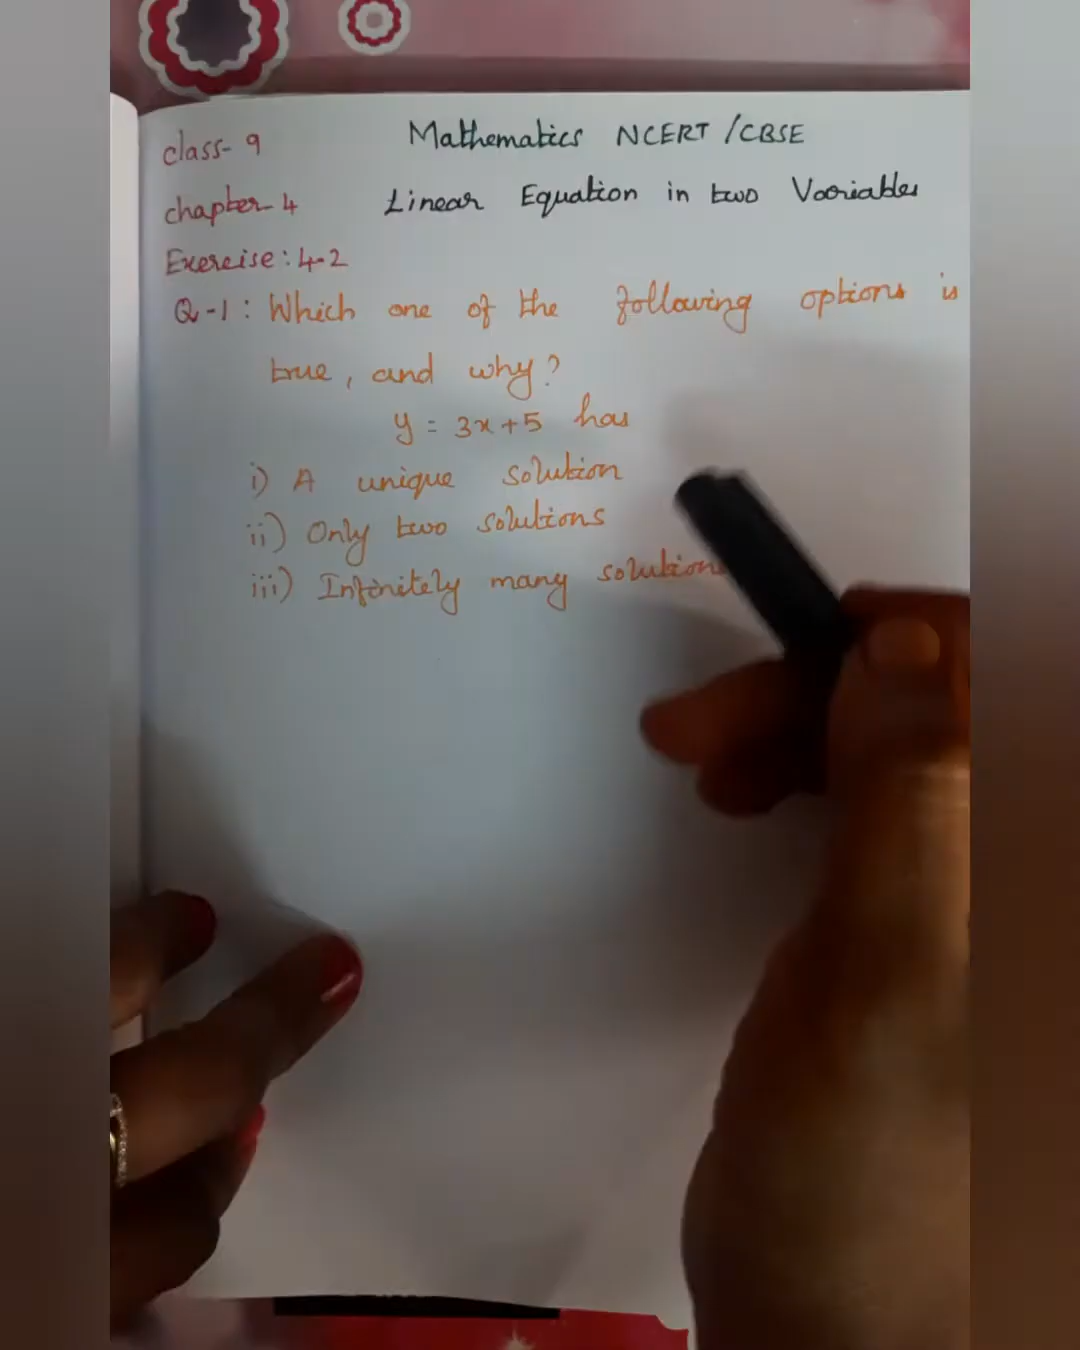 class-9 Mathematics NCERT /CBSE
chapter-4 Linear Equation in two Variables
Exercise: 4.2
Q-1: Which one of the following options is
true, and why?
y = 3x+5 has
i) A unique solution
ii) Only two solutions
iii) Infinitely many solutions